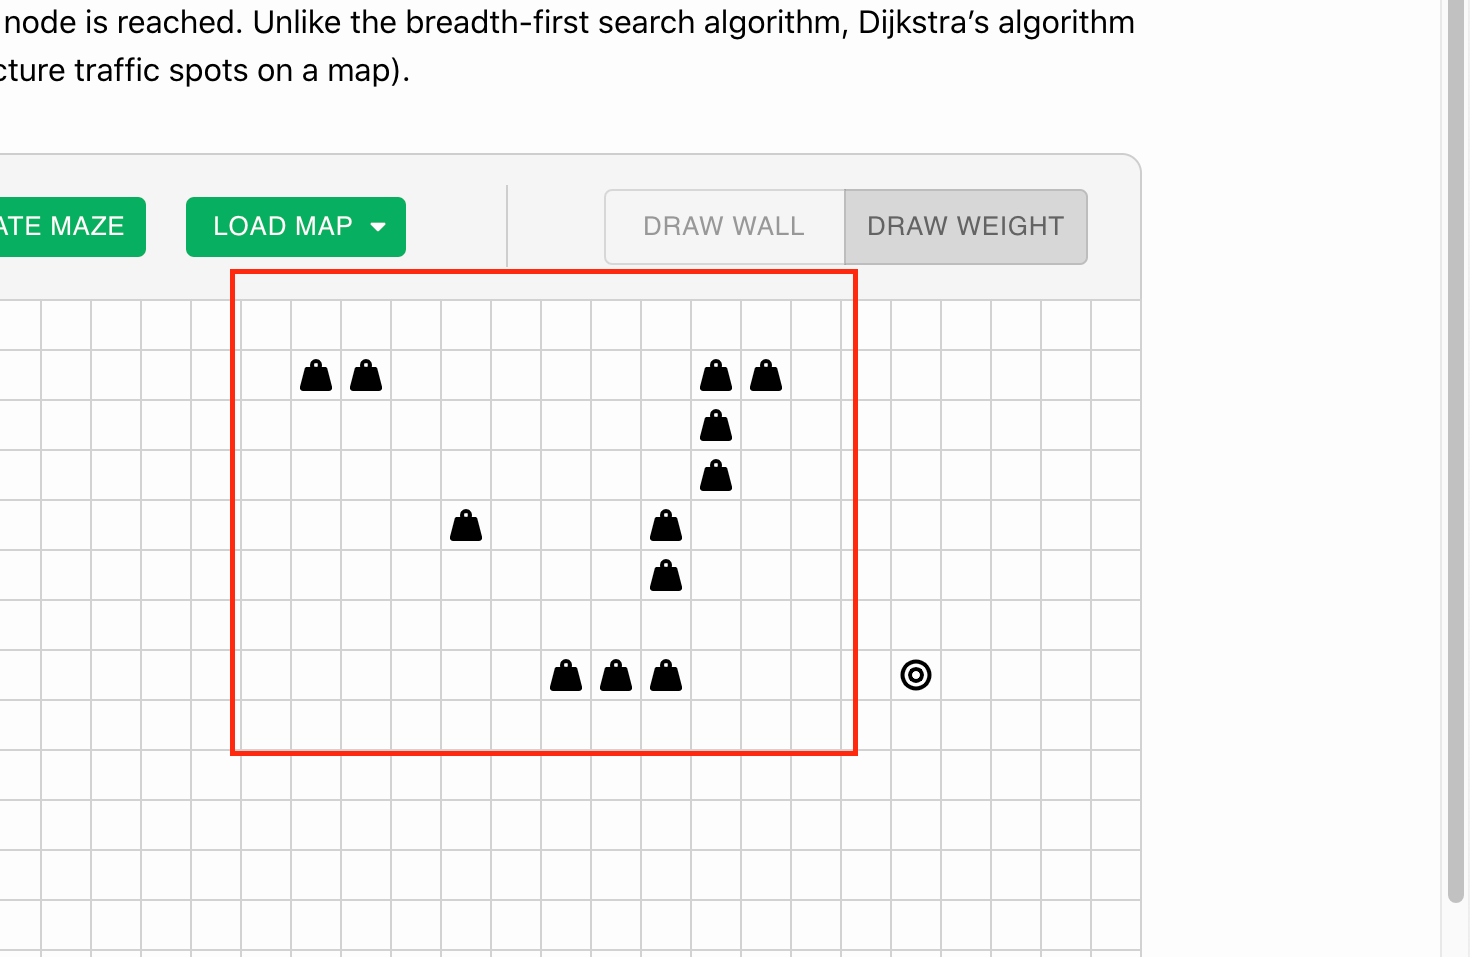 node is reached. Unlike the breadth-first search algorithm, Dijkstra’s algorithm
cture traffic spots on a map).
ATE MAZE
LOAD MAP
DRAW WALL
DRAW WEIGHT